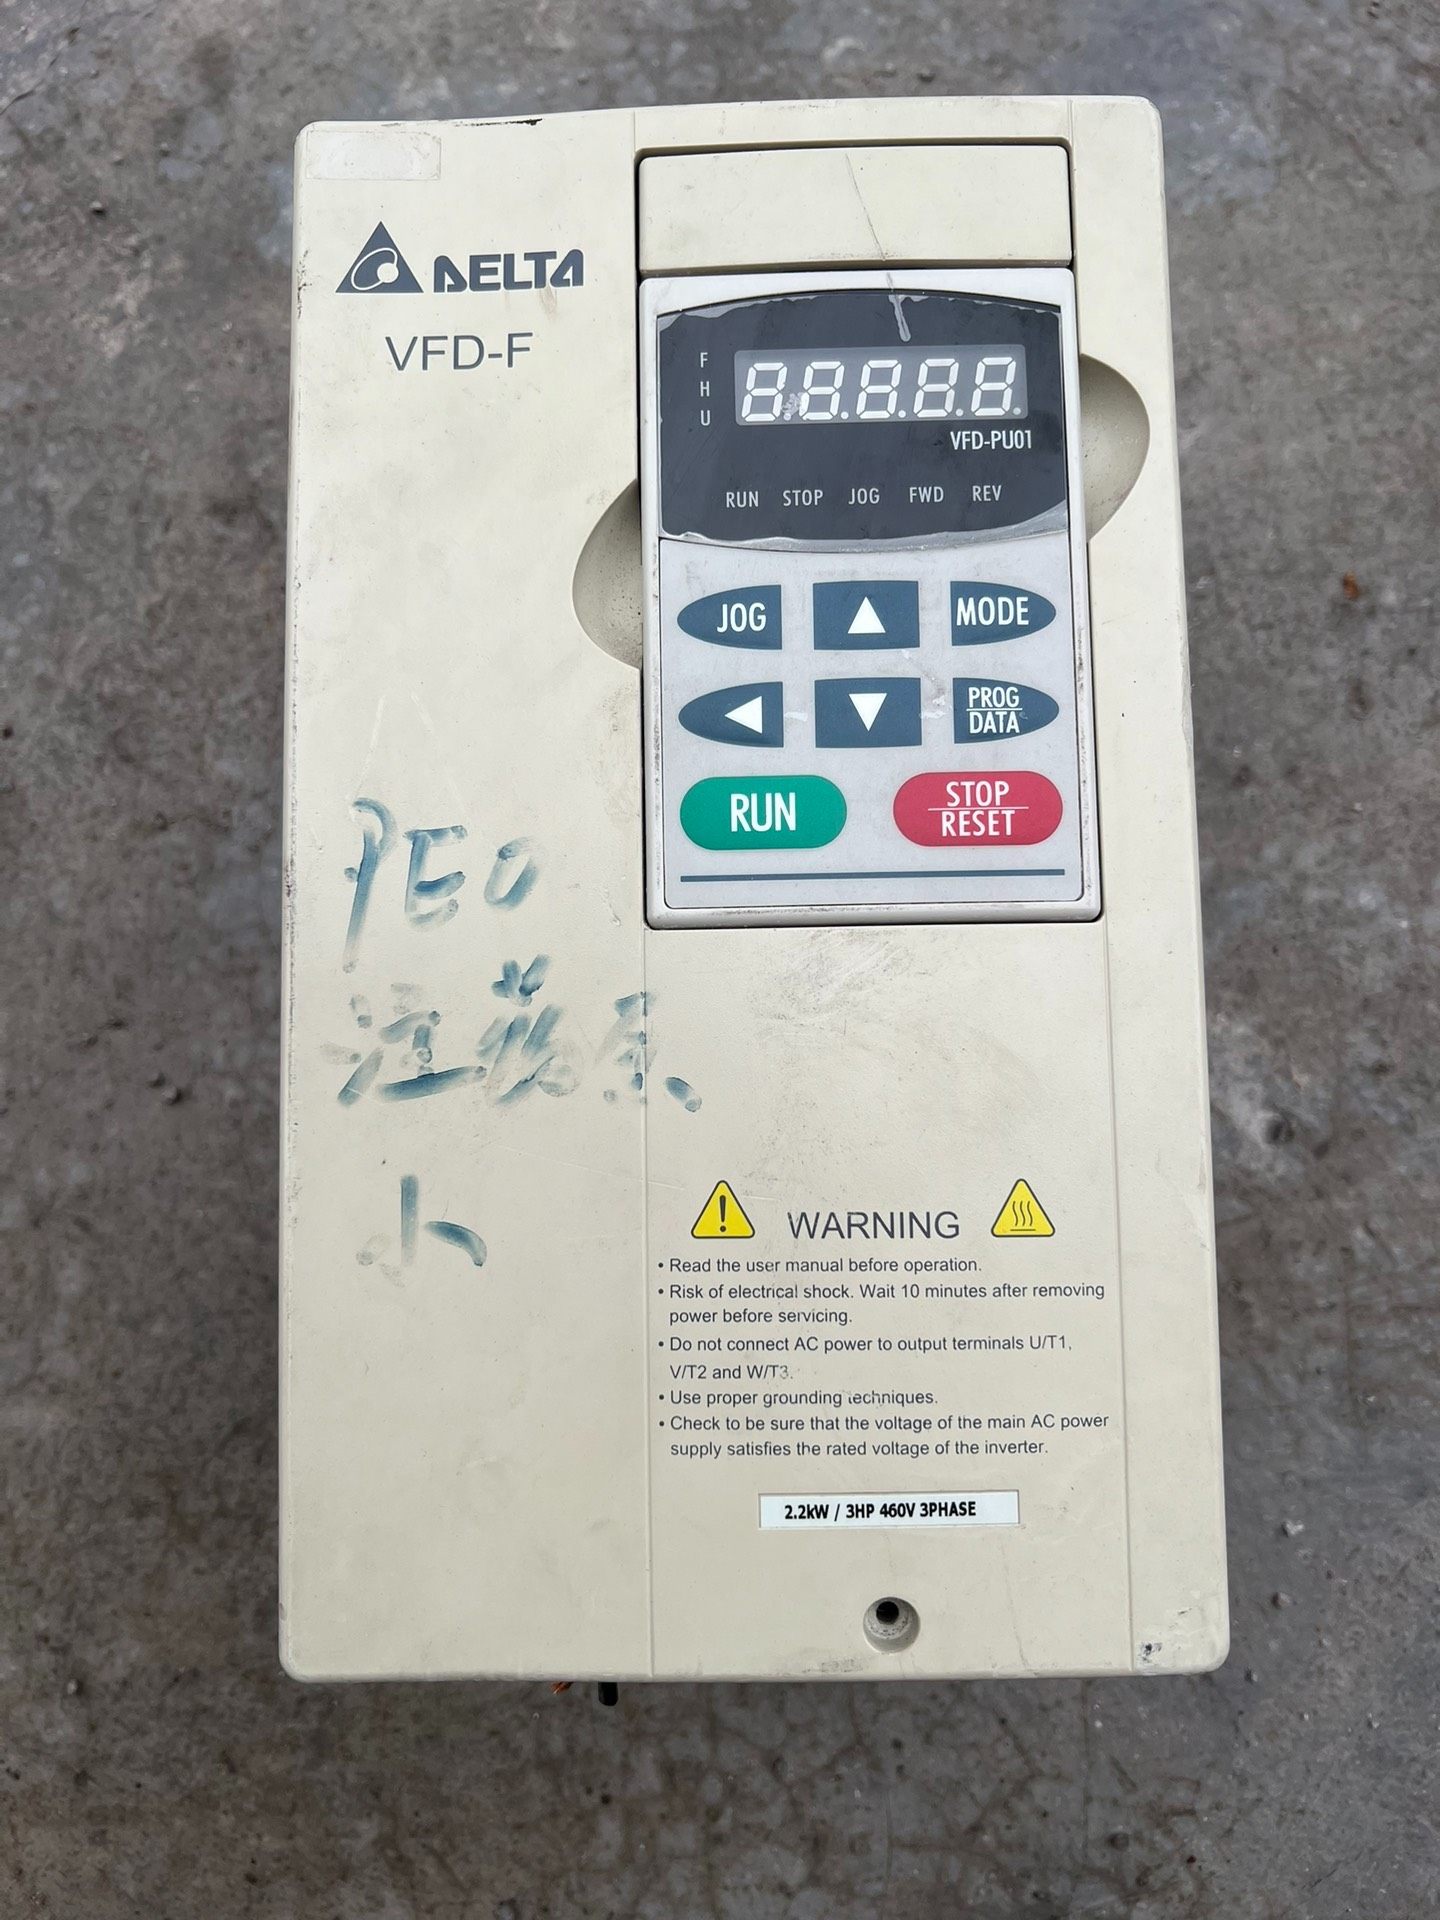 DELTA
VFD-F
F
H
U
88888
VFD-PU01
RUN STOP JOG FWD REV
JOG ▲ MODE
◀ ▼ PROG
DATA
RUN STOP
RESET
PEO
注药泵
小
WARNING
• Read the user manual before operation.
• Risk of electrical shock. Wait 10 minutes after removing
power before servicing.
• Do not connect AC power to output terminals U/T1,
V/T2 and W/T3.
• Use proper grounding techniques.
• Check to be sure that the voltage of the main AC power
supply satisfies the rated voltage of the inverter.
2.2kW / 3HP 460V 3PHASE